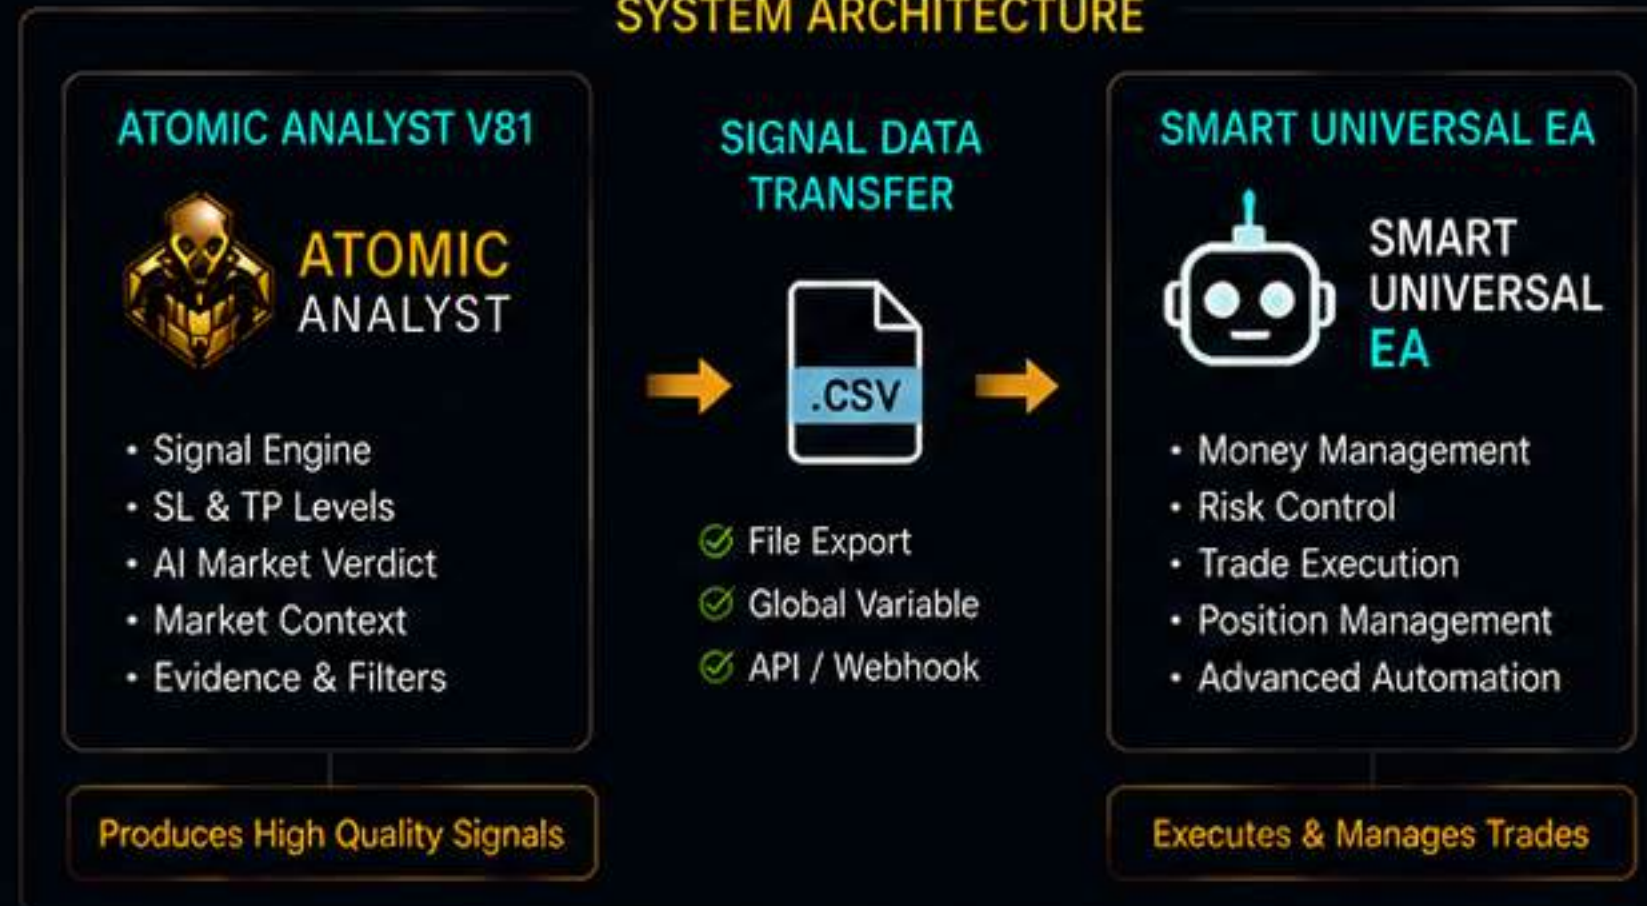 SYSTEM ARCHITECTURE
ATOMIC ANALYST V81
ATOMIC
ANALYST
• Signal Engine
• SL & TP Levels
• AI Market Verdict
• Market Context
• Evidence & Filters
Produces High Quality Signals
SIGNAL DATA
TRANSFER
.CSV
File Export
Global Variable
API / Webhook
SMART UNIVERSAL EA
SMART
UNIVERSAL
EA
• Money Management
• Risk Control
• Trade Execution
• Position Management
• Advanced Automation
Executes & Manages Trades